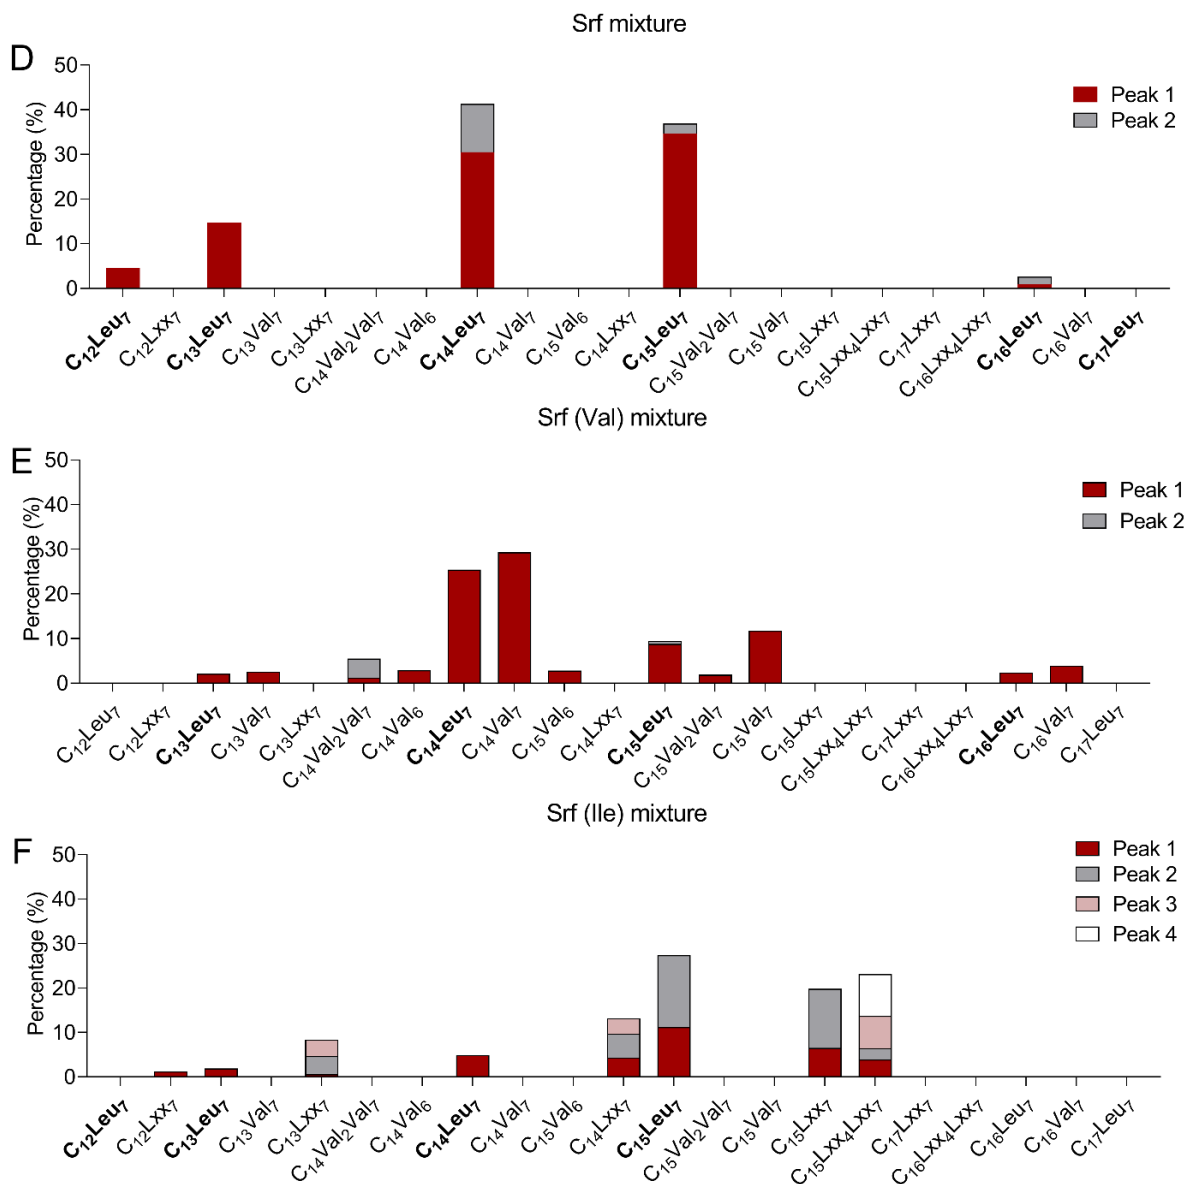 Srf mixture
D
Percentage (%)
50
40
30
20
10
0
Peak 1
Peak 2
C₁₂Leu₇
C₁₂Lxx₇
C₁₃Leu₇
C₁₃Val₇
C₁₃Lxx₇
C₁₄Val₂Val₇
C₁₄Val₆
C₁₄Leu₇
C₁₄Val₇
C₁₅Val₆
C₁₄Lxx₇
C₁₅Leu₇
C₁₅Val₂Val₇
C₁₅Val₇
C₁₅Lxx₇
C₁₅Lxx₄Lxx₇
C₁₇Lxx₇
C₁₆Lxx₄Lxx₇
C₁₆Leu₇
C₁₆Val₇
C₁₇Leu₇
Srf (Val) mixture
E
Percentage (%)
50
40
30
20
10
0
Peak 1
Peak 2
C₁₂Leu₇
C₁₂Lxx₇
C₁₃Leu₇
C₁₃Val₇
C₁₃Lxx₇
C₁₄Val₂Val₇
C₁₄Val₆
C₁₄Leu₇
C₁₄Val₇
C₁₅Val₆
C₁₄Lxx₇
C₁₅Leu₇
C₁₅Val₂Val₇
C₁₅Val₇
C₁₅Lxx₇
C₁₅Lxx₄Lxx₇
C₁₇Lxx₇
C₁₆Lxx₄Lxx₇
C₁₆Leu₇
C₁₆Val₇
C₁₇Leu₇
Srf (Ile) mixture
F
Percentage (%)
50
40
30
20
10
0
Peak 1
Peak 2
Peak 3
Peak 4
C₁₂Leu₇
C₁₂Lxx₇
C₁₃Leu₇
C₁₃Val₇
C₁₃Lxx₇
C₁₄Val₂Val₇
C₁₄Val₆
C₁₄Leu₇
C₁₄Val₇
C₁₅Val₆
C₁₄Lxx₇
C₁₅Leu₇
C₁₅Val₂Val₇
C₁₅Val₇
C₁₅Lxx₇
C₁₅Lxx₄Lxx₇
C₁₇Lxx₇
C₁₆Lxx₄Lxx₇
C₁₆Leu₇
C₁₆Val₇
C₁₇Leu₇